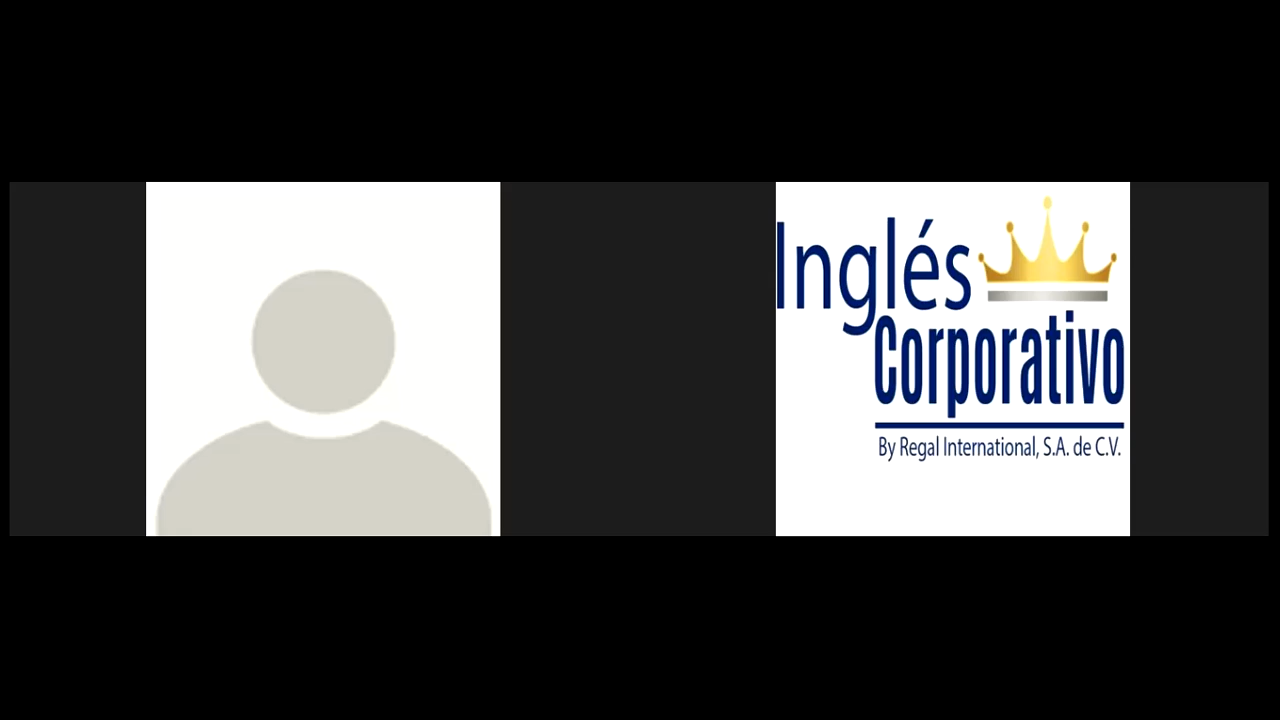 Inglés
Corporativo
By Regal International, S.A. de C.V.